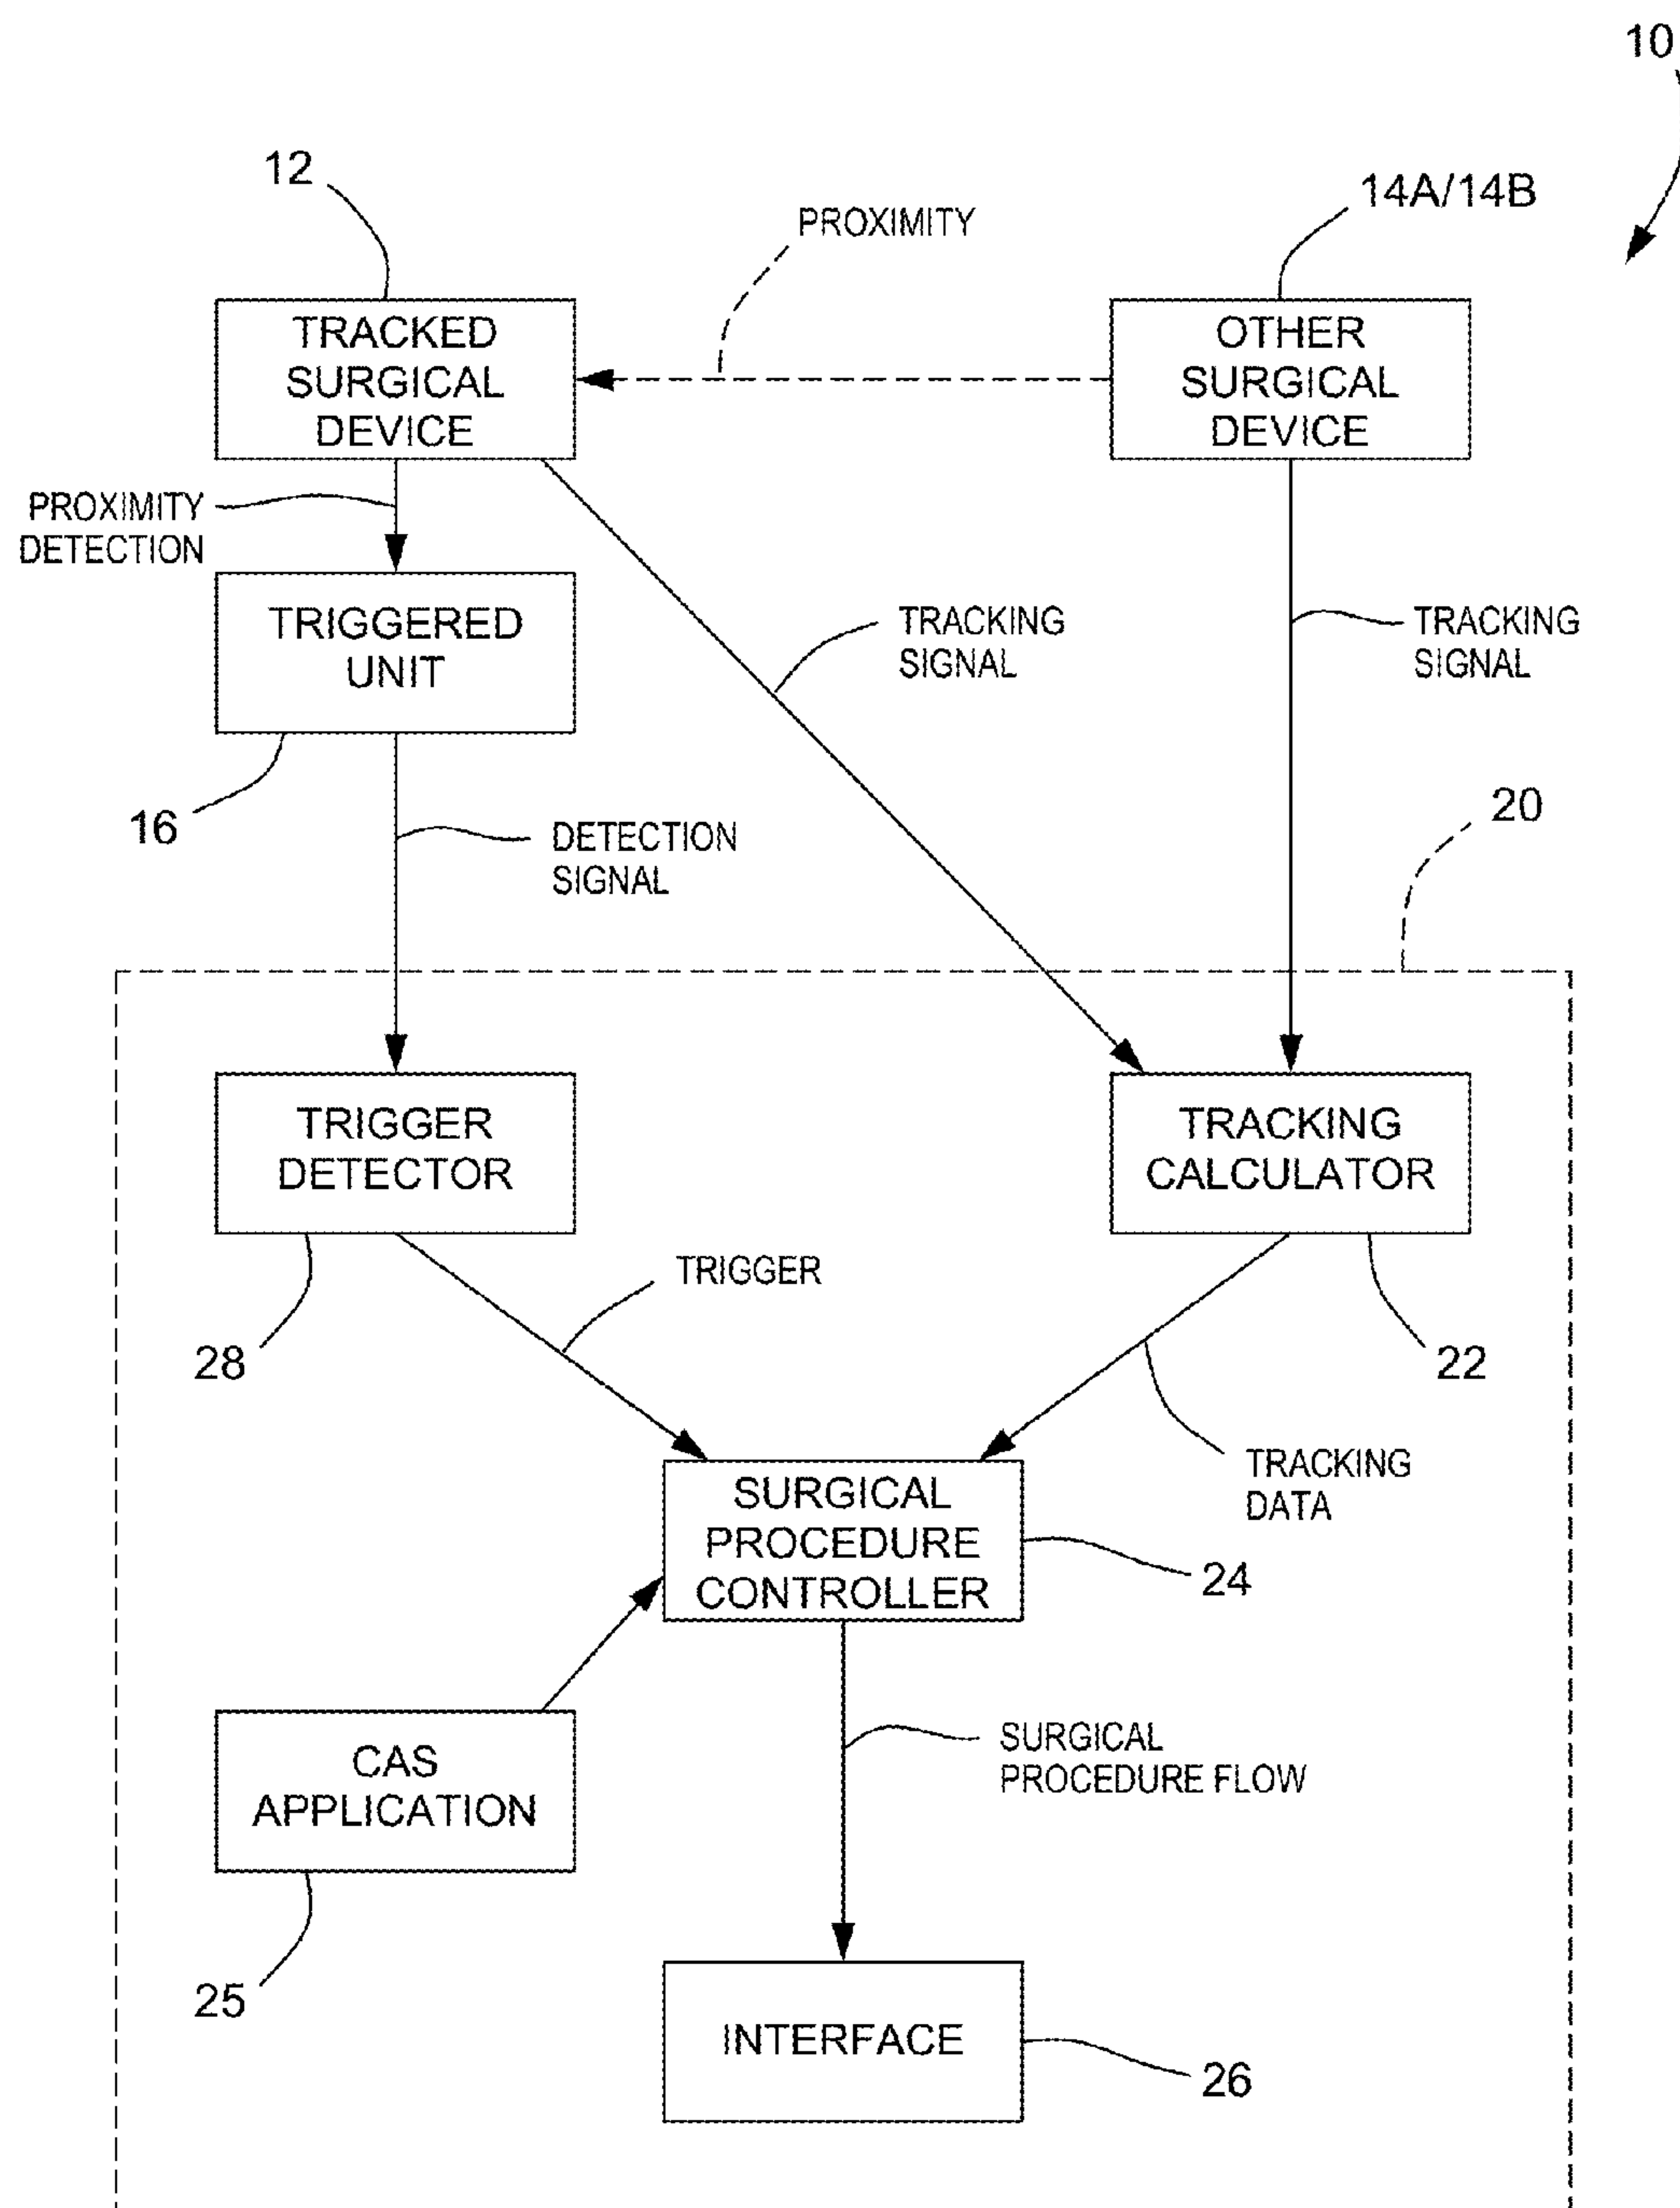 10
12
14A/14B
PROXIMITY
TRACKED
SURGICAL
DEVICE
OTHER
SURGICAL
DEVICE
PROXIMITY
DETECTION
TRIGGERED
UNIT
TRACKING
SIGNAL
TRACKING
SIGNAL
16
DETECTION
SIGNAL
20
TRIGGER
DETECTOR
TRACKING
CALCULATOR
TRIGGER
28
22
TRACKING
DATA
SURGICAL
PROCEDURE
CONTROLLER
24
CAS
APPLICATION
SURGICAL
PROCEDURE FLOW
25
INTERFACE
26